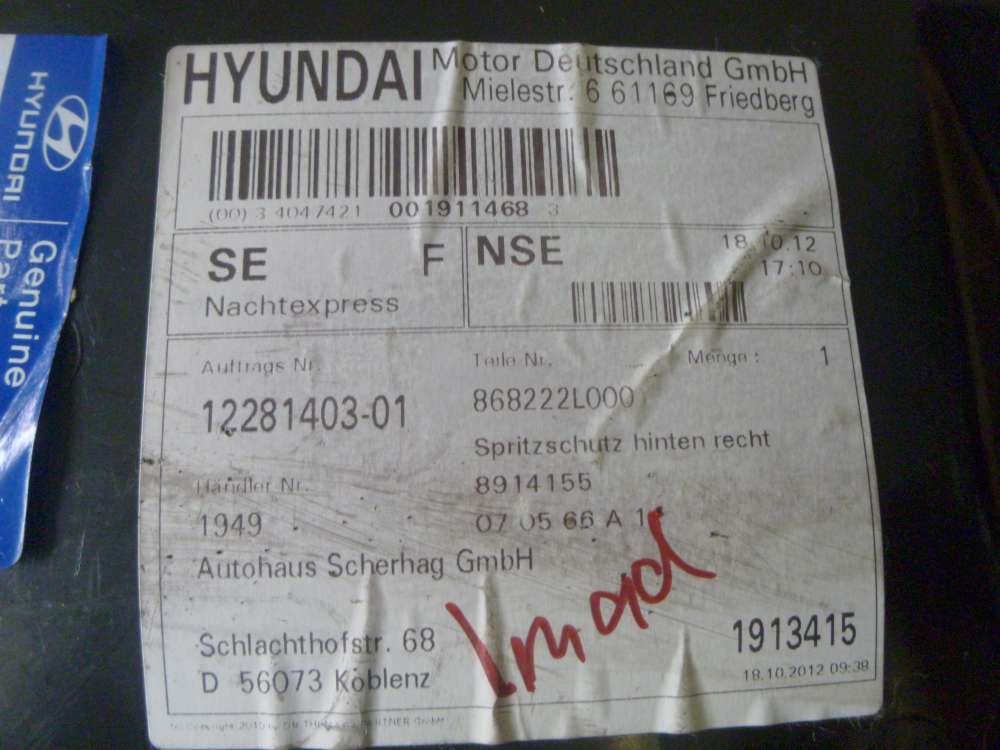 HYUNDAI
Genuine
Parts
HYUNDAI Motor Deutschland GmbH
Mielestr. 6 61169 Friedberg
(00) 3 4047421 001911468 3
SE F
Nachtexpress
NSE
18.10.12
17:10
Auftrags Nr.
12281403-01
Teile Nr. Menge: 1
868222L000
Spritzschutz hinten recht
Händler Nr.
8914155
1949
07 05 66 A 1
Autohaus Scherhag GmbH
Schlachthofstr. 68
D 56073 Koblenz
Imad
1913415
18.10.2012 09:38